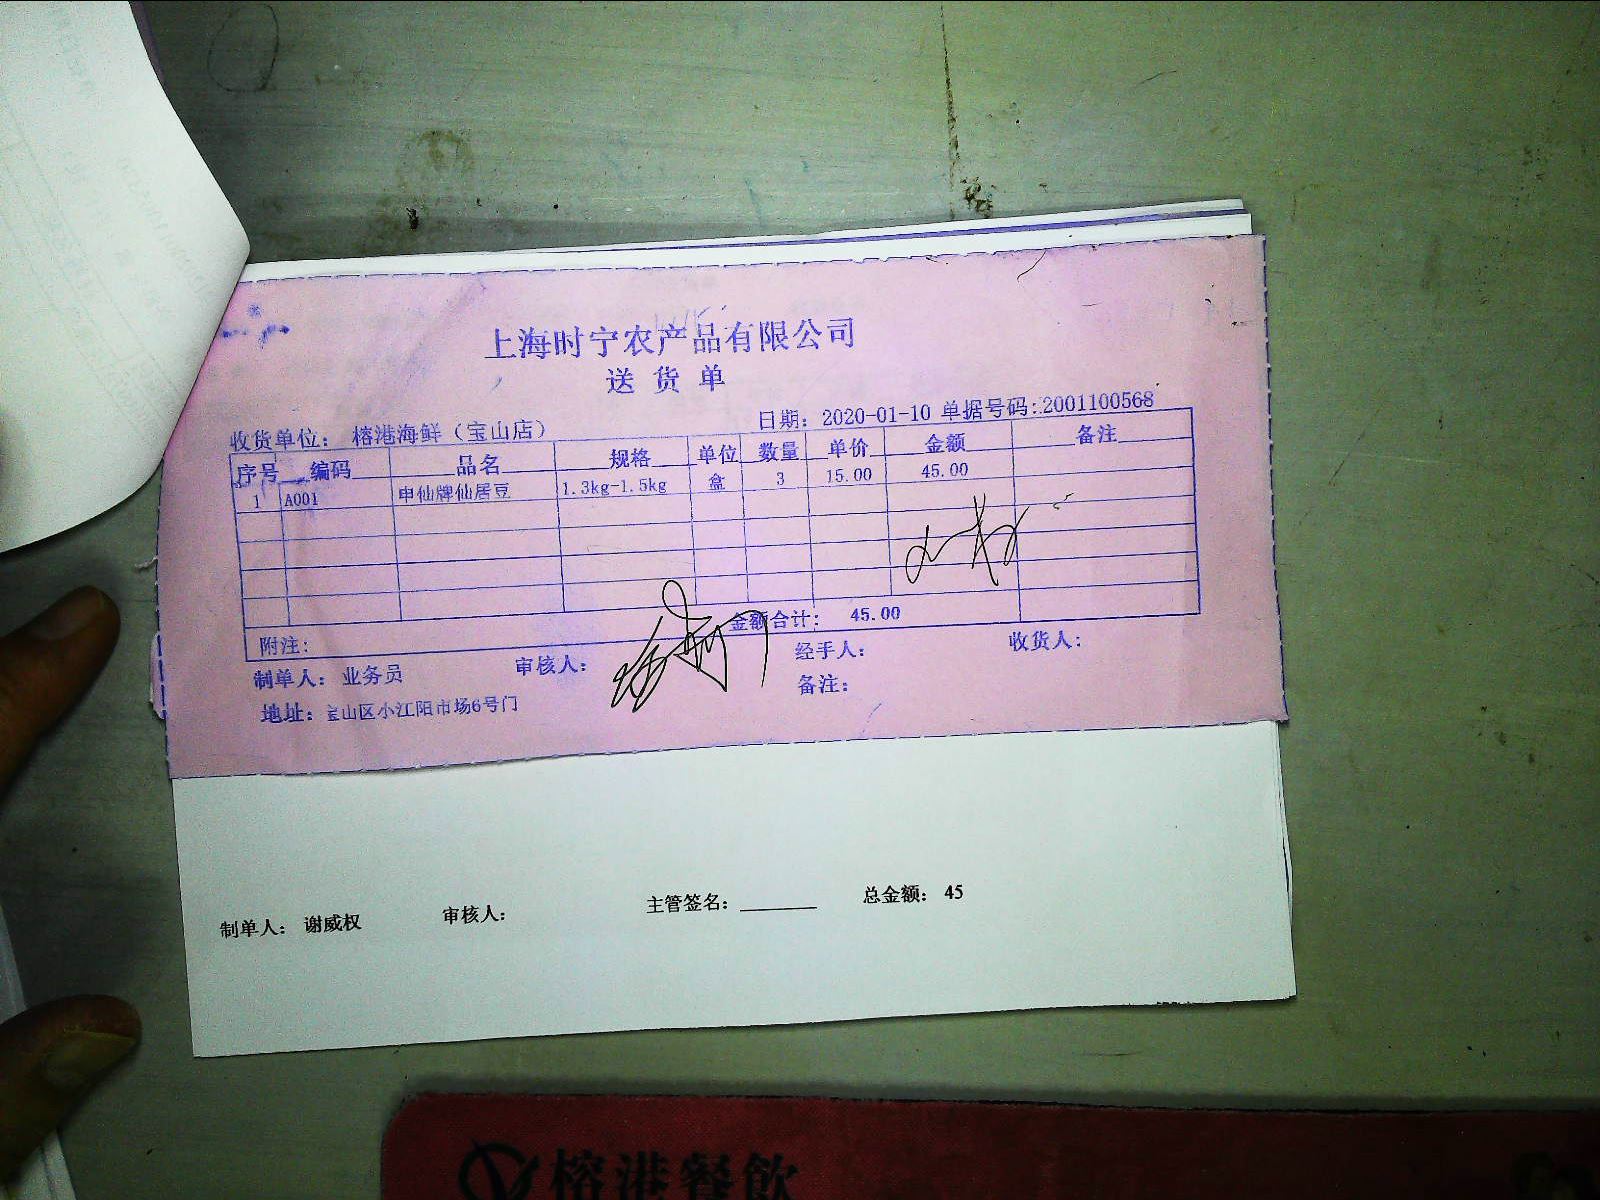 上海时宁农产品有限公司
送货单
收货单位： 榕港海鲜（宝山店） 日期： 2020-01-10 单据号码：2001100568
序号 编码 品名 规格 单位 数量 单价 金额 备注
1 A001 申仙牌仙居豆 1.3kg-1.5kg 盒 3 15.00 45.00
附注： 金额合计： 45.00
制单人： 业务员 审核人： 经手人： 收货人：
备注：
地址：宝山区小江阳市场6号门
制单人： 谢威权 审核人： 主管签名： 总金额： 45
榕港餐飲